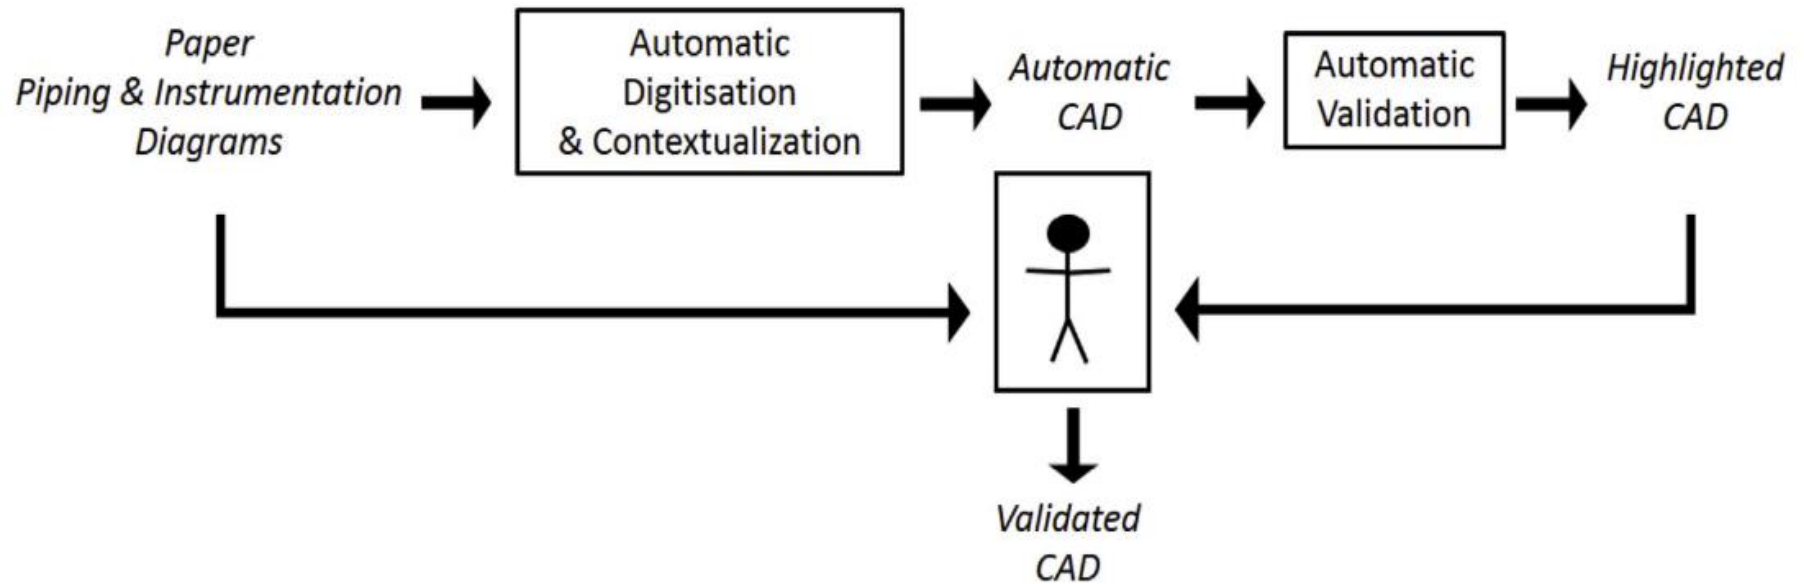 Paper
Piping & Instrumentation
Diagrams
Automatic
Digitisation
& Contextualization
Automatic
CAD
Automatic
Validation
Highlighted
CAD
Validated
CAD